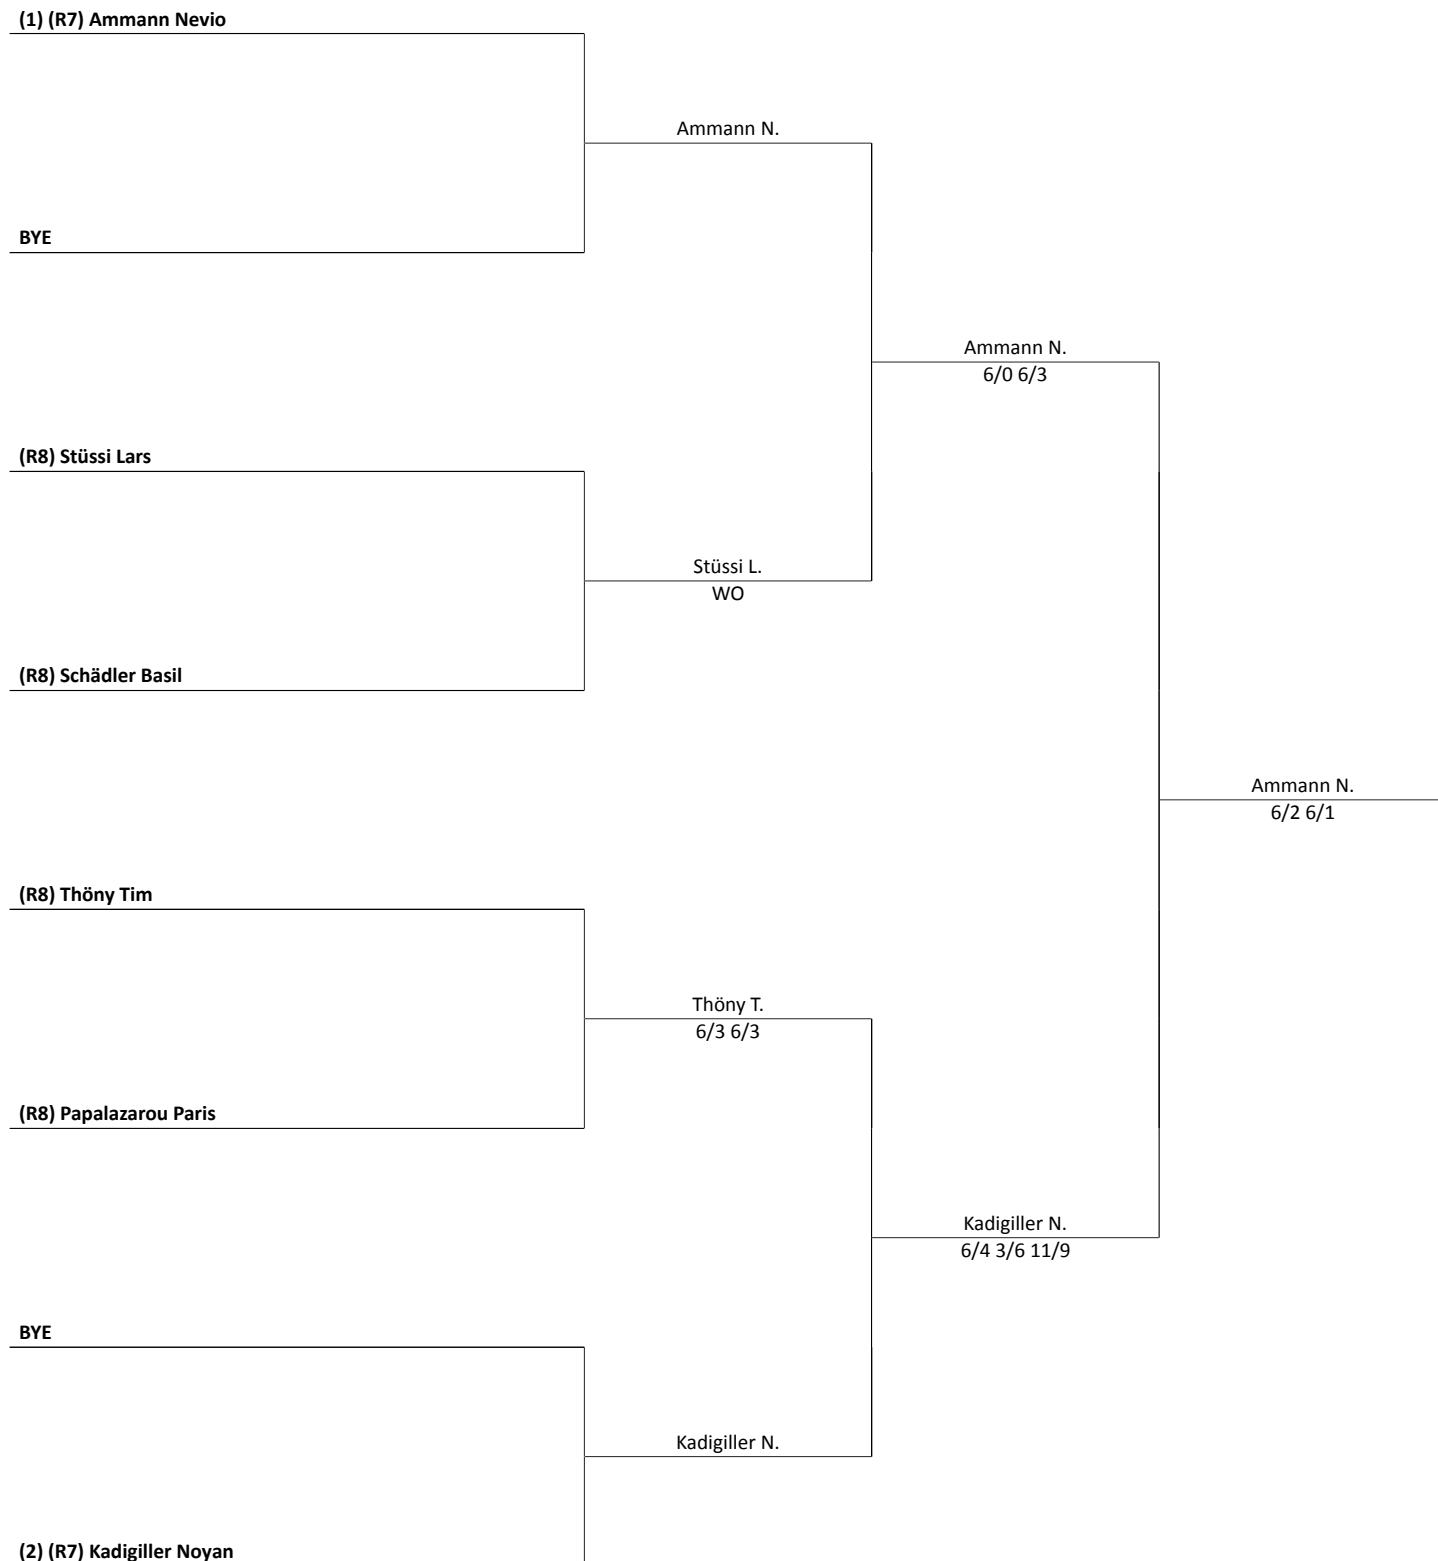 (1) (R7) Ammann Nevio
Ammann N.
BYE
Ammann N.
6/0 6/3
(R8) Stüssi Lars
Stüssi L.
WO
(R8) Schädler Basil
Ammann N.
6/2 6/1
(R8) Thöny Tim
Thöny T.
6/3 6/3
(R8) Papalazarou Paris
Kadigiller N.
6/4 3/6 11/9
BYE
Kadigiller N.
(2) (R7) Kadigiller Noyan